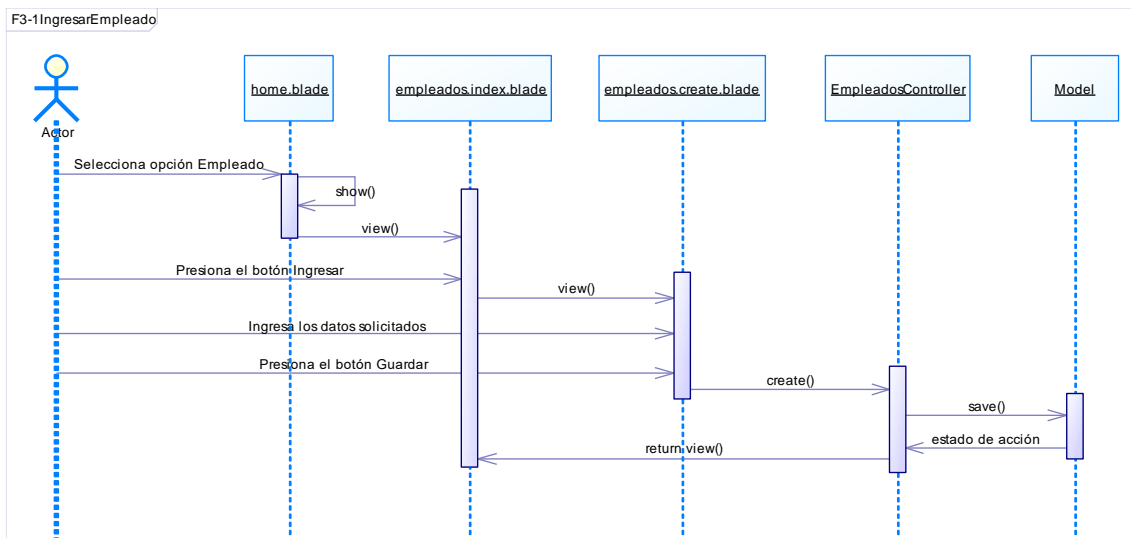 F3-1IngresarEmpleado
home.blade
empleados.index.blade
empleados.create.blade
EmpleadosController
Model
Actor
Selecciona opción Empleado
show()
view()
Presiona el botón Ingresar
view()
Ingresa los datos solicitados
Presiona el botón Guardar
create()
save()
estado de acción
return view()